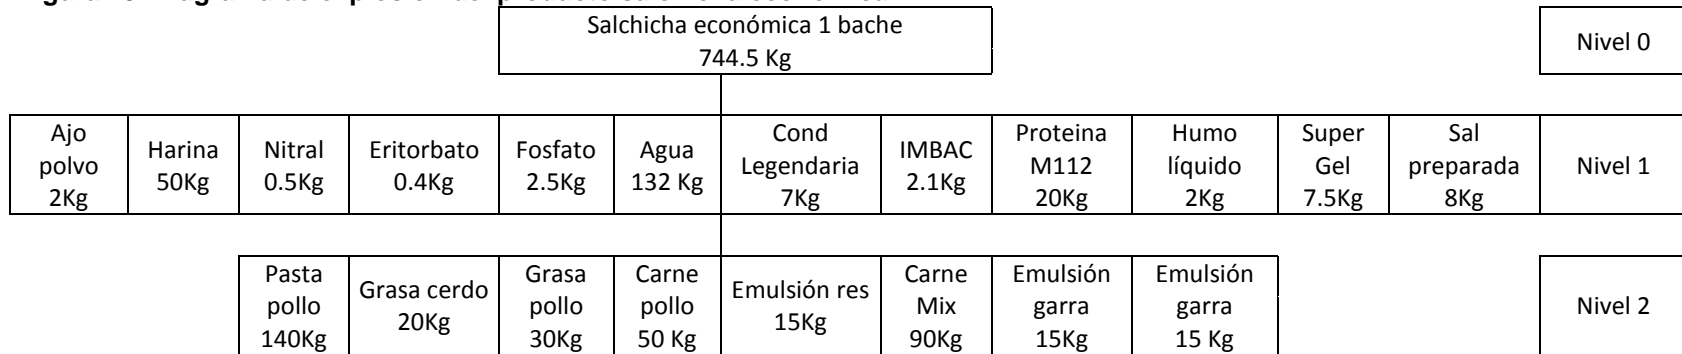 Salchicha económica 1 bache
744.5 Kg
Nivel 0
Ajo polvo 2Kg
Harina 50Kg
Nitral 0.5Kg
Eritorbato 0.4Kg
Fosfato 2.5Kg
Agua 132 Kg
Cond Legendaria 7Kg
IMBAC 2.1Kg
Proteina M112 20Kg
Humo líquido 2Kg
Super Gel 7.5Kg
Sal preparada 8Kg
Nivel 1
Pasta pollo 140Kg
Grasa cerdo 20Kg
Grasa pollo 30Kg
Carne pollo 50 Kg
Emulsión res 15Kg
Carne Mix 90Kg
Emulsión garra 15Kg
Emulsión garra 15 Kg
Nivel 2